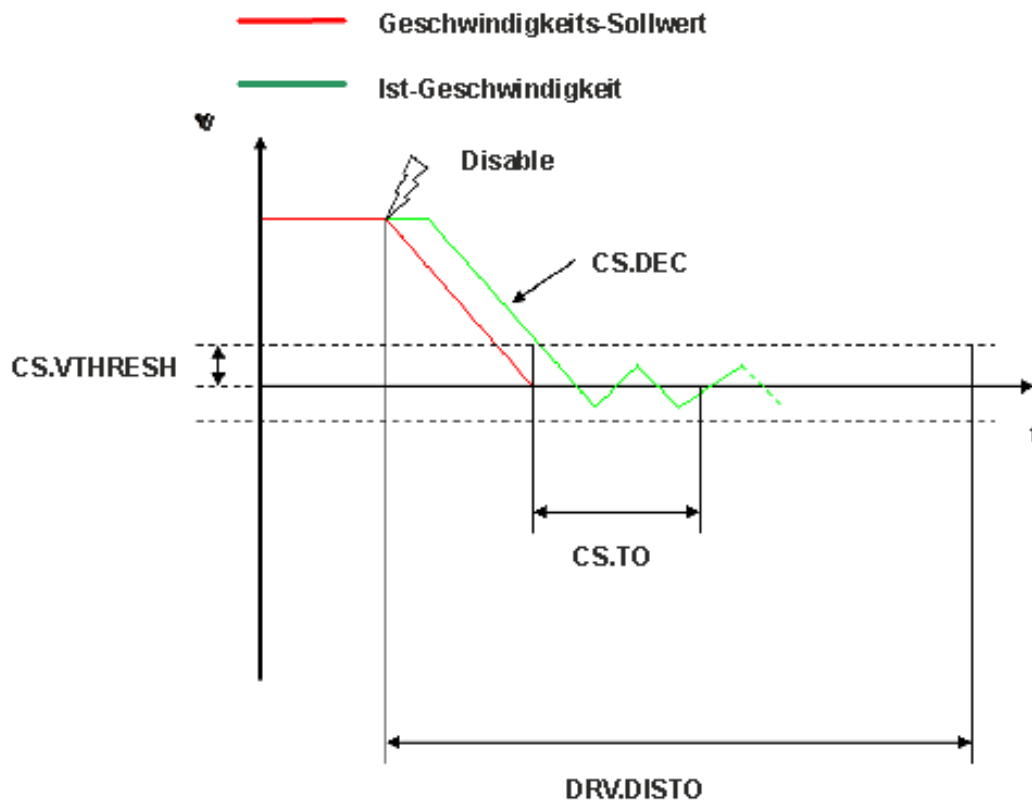 Geschwindigkeits-Sollwert
Ist-Geschwindigkeit
Disable
CS.DEC
CS.VTHRESH
CS.TO
DRV.DISTO